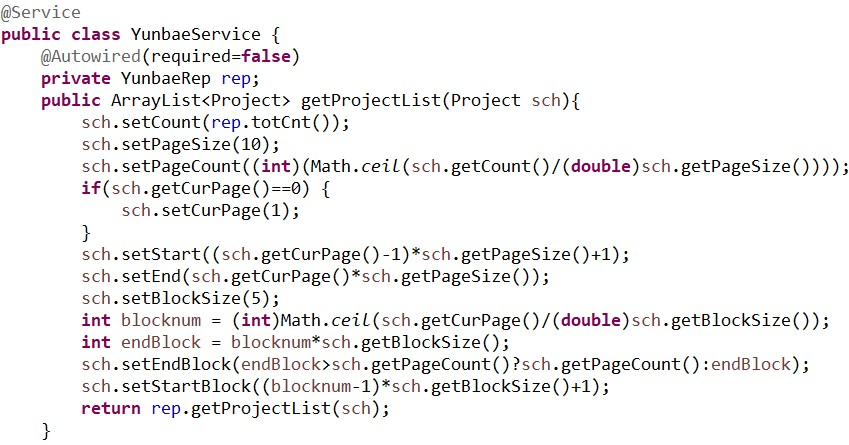 @Service
public class YunbaeService {
    @Autowired(required=false)
    private YunbaeRep rep;
    public ArrayList<Project> getProjectList(Project sch){
        sch.setCount(rep.totCnt());
        sch.setPageSize(10);
        sch.setPageCount((int)(Math.ceil(sch.getCount()/(double)sch.getPageSize())));
        if(sch.getCurPage()==0) {
            sch.setCurPage(1);
        }
        sch.setStart((sch.getCurPage()-1)*sch.getPageSize()+1);
        sch.setEnd(sch.getCurPage()*sch.getPageSize());
        sch.setBlockSize(5);
        int blocknum = (int)Math.ceil(sch.getCurPage()/(double)sch.getBlockSize());
        int endBlock = blocknum*sch.getBlockSize();
        sch.setEndBlock(endBlock>sch.getPageCount()?sch.getPageCount():endBlock);
        sch.setStartBlock((blocknum-1)*sch.getBlockSize()+1);
        return rep.getProjectList(sch);
    }